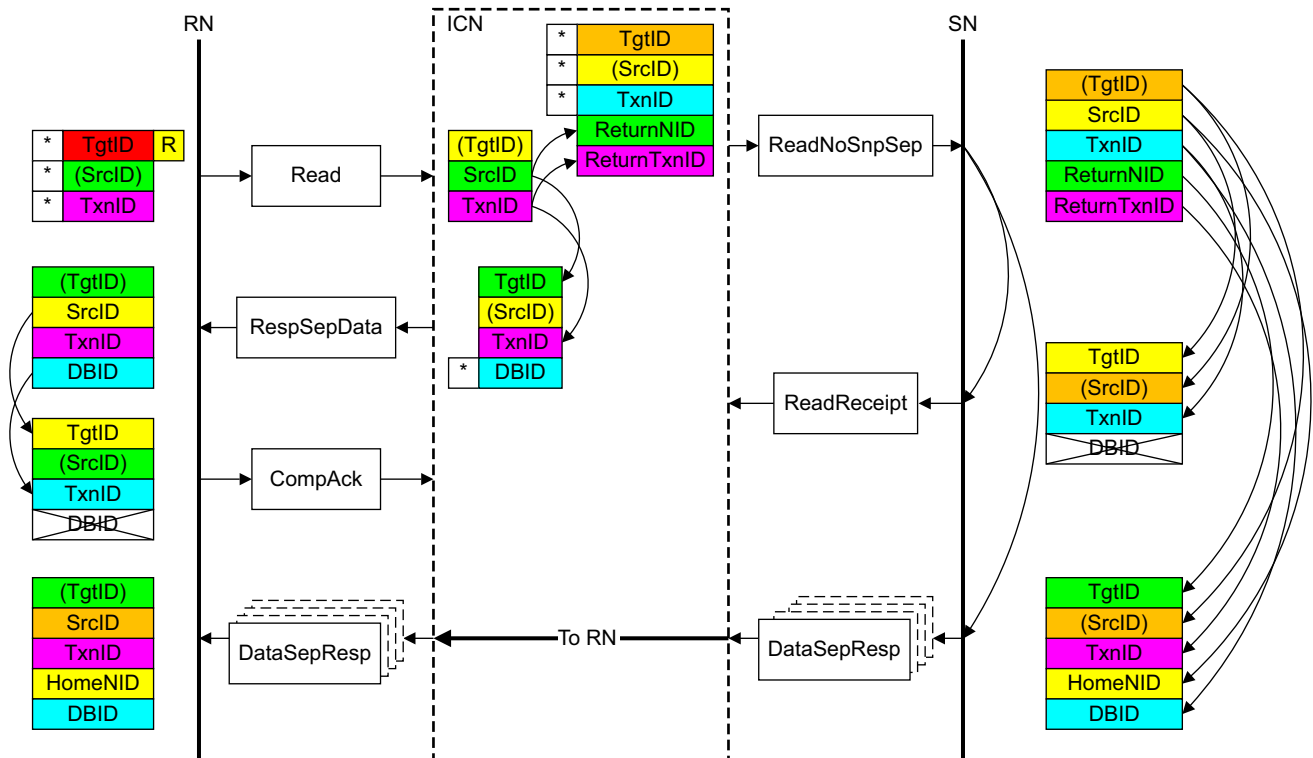 RN
ICN
SN
* TgtID
* (SrcID)
* TxnID
ReturnNID
ReturnTxnID
* TgtID R
* (SrcID)
* TxnID
Read
(TgtID)
SrcID
TxnID
ReadNoSnpSep
(TgtID)
SrcID
TxnID
ReturnNID
ReturnTxnID
(TgtID)
SrcID
TxnID
DBID
RespSepData
TgtID
(SrcID)
TxnID
* DBID
ReadReceipt
TgtID
(SrcID)
TxnID
DBID
TgtID
(SrcID)
TxnID
DBID
CompAck
(TgtID)
SrcID
TxnID
HomeNID
DBID
DataSepResp
To RN
DataSepResp
TgtID
(SrcID)
TxnID
HomeNID
DBID